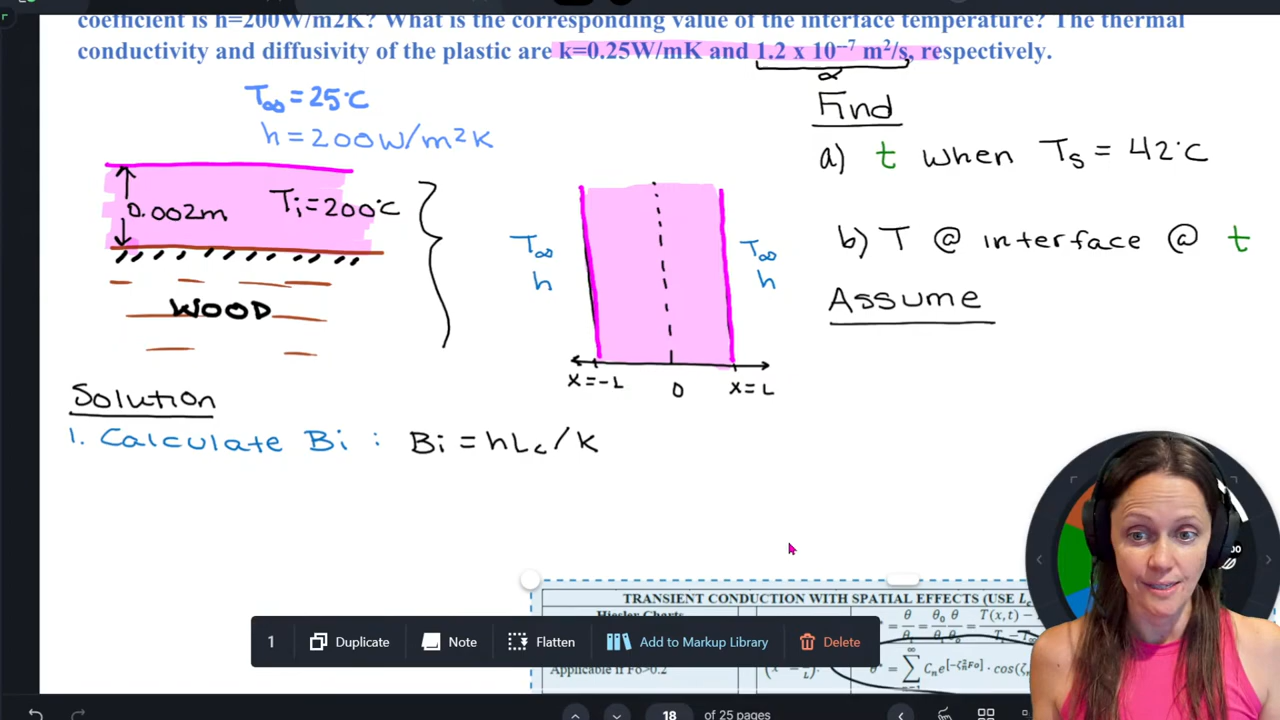 coefficient is h=200W/m2K? What is the corresponding value of the interface temperature? The thermal
conductivity and diffusivity of the plastic are k=0.25W/mK and 1.2 x 10⁻⁷ m²/s, respectively.
α
T∞ = 25°C
h = 200W/m2K
0.002m
Ti = 200°C
WOOD
T∞
h
T∞
h
x = -L
0
x = L
Find
a) t when Ts = 42°C
b) T @ interface @ t
Assume
Solution
1. Calculate Bi : Bi = hLc/k
TRANSIENT CONDUCTION WITH SPATIAL EFFECTS (USE L
Heisler Charts
Applicable if Fo>0.2
1
Duplicate
Note
Flatten
Add to Markup Library
Delete
18 of 25 pages